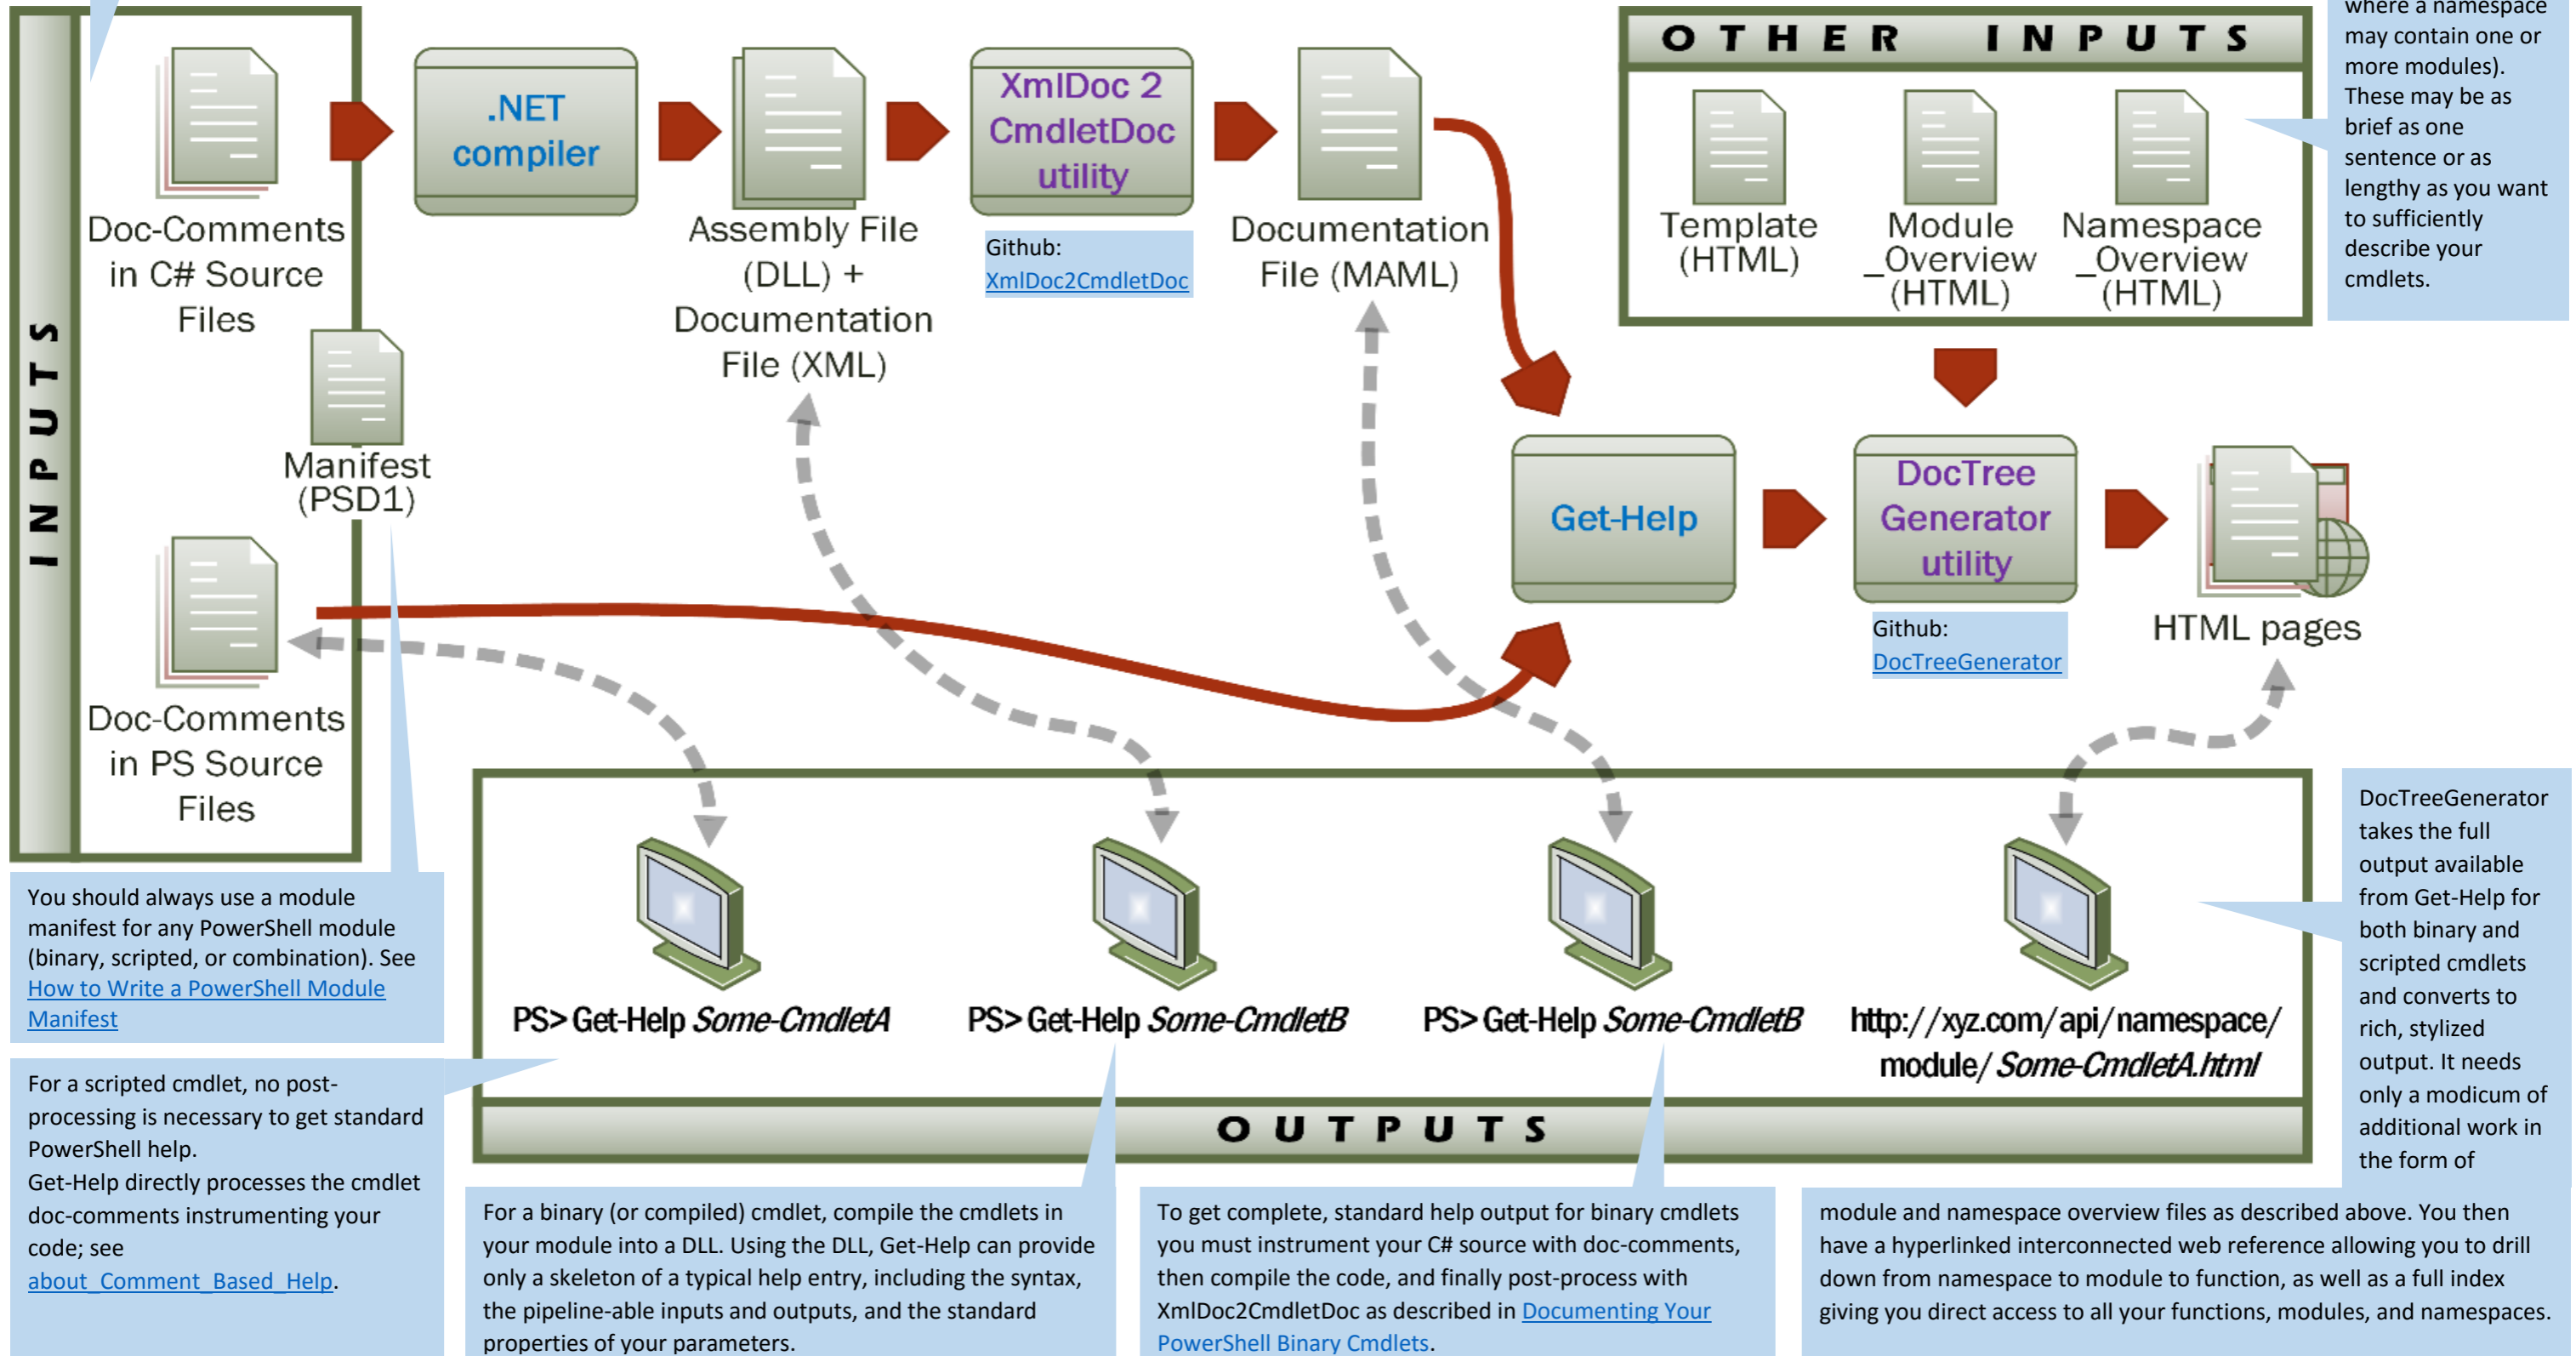 INPUTS
Doc-Comments
in C# Source
Files
Manifest
(PSD1)
Doc-Comments
in PS Source
Files
.NET
compiler
Assembly File
(DLL) +
Documentation
File (XML)
XmlDoc 2
CmdletDoc
utility
Github:
XmlDoc2CmdletDoc
Documentation
File (MAML)
OTHER INPUTS
Template
(HTML)
Module
_Overview
(HTML)
Namespace
_Overview
(HTML)
where a namespace
may contain one or
more modules).
These may be as
brief as one
sentence or as
lengthy as you want
to sufficiently
describe your
cmdlets.
Get-Help
DocTree
Generator
utility
Github:
DocTreeGenerator
HTML pages
You should always use a module
manifest for any PowerShell module
(binary, scripted, or combination). See
How to Write a PowerShell Module
Manifest
For a scripted cmdlet, no post-
processing is necessary to get standard
PowerShell help.
Get-Help directly processes the cmdlet
doc-comments instrumenting your
code; see
about_Comment_Based_Help.
PS> Get-Help Some-CmdletA
PS> Get-Help Some-CmdletB
PS> Get-Help Some-CmdletB
http://xyz.com/api/namespace/
module/Some-CmdletA.html
OUTPUTS
For a binary (or compiled) cmdlet, compile the cmdlets in
your module into a DLL. Using the DLL, Get-Help can provide
only a skeleton of a typical help entry, including the syntax,
the pipeline-able inputs and outputs, and the standard
properties of your parameters.
To get complete, standard help output for binary cmdlets
you must instrument your C# source with doc-comments,
then compile the code, and finally post-process with
XmlDoc2CmdletDoc as described in Documenting Your
PowerShell Binary Cmdlets.
DocTreeGenerator
takes the full
output available
from Get-Help for
both binary and
scripted cmdlets
and converts to
rich, stylized
output. It needs
only a modicum of
additional work in
the form of
module and namespace overview files as described above. You then
have a hyperlinked interconnected web reference allowing you to drill
down from namespace to module to function, as well as a full index
giving you direct access to all your functions, modules, and namespaces.